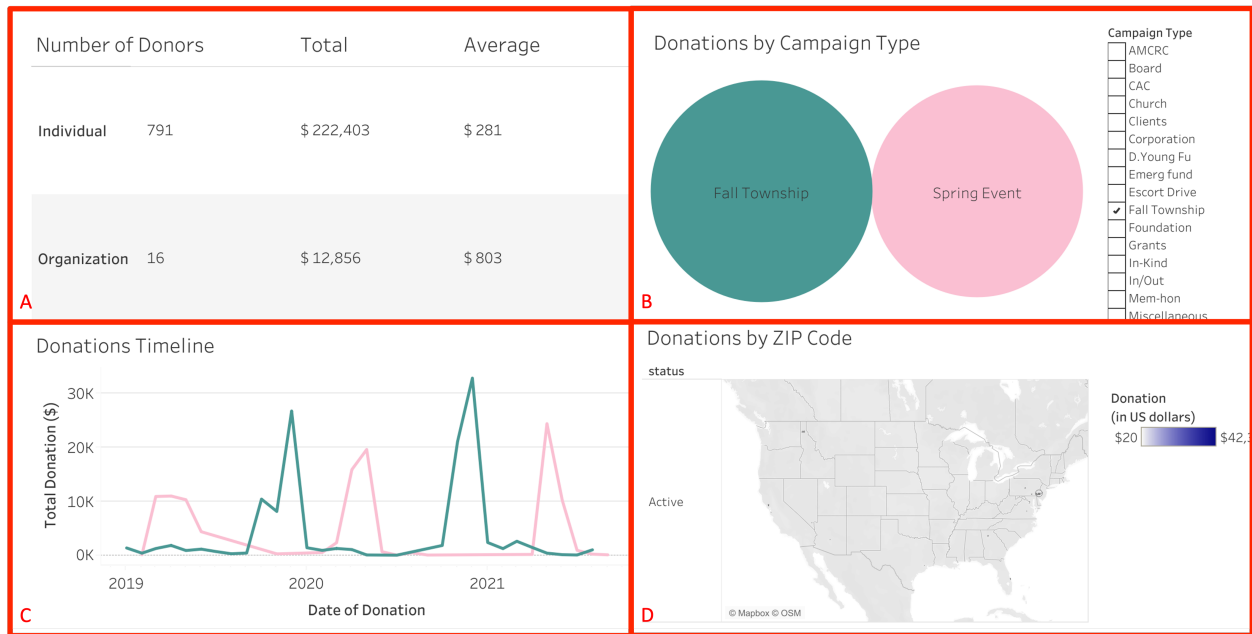 Number of Donors Total Average
Individual 791 $ 222,403 $ 281
Organization 16 $ 12,856 $ 803
A
Donations by Campaign Type
Fall Township
Spring Event
Campaign Type
AMCRC
Board
CAC
Church
Clients
Corporation
D.Young Fu
Emerg fund
Escort Drive
Fall Township
Foundation
Grants
In-Kind
In/Out
Mem-hon
Miscellaneous
B
Donations Timeline
Total Donation ($)
30K
20K
10K
0K
2019 2020 2021
Date of Donation
C
Donations by ZIP Code
status
Active
© Mapbox © OSM
Donation
(in US dollars)
$20 $42,3
D